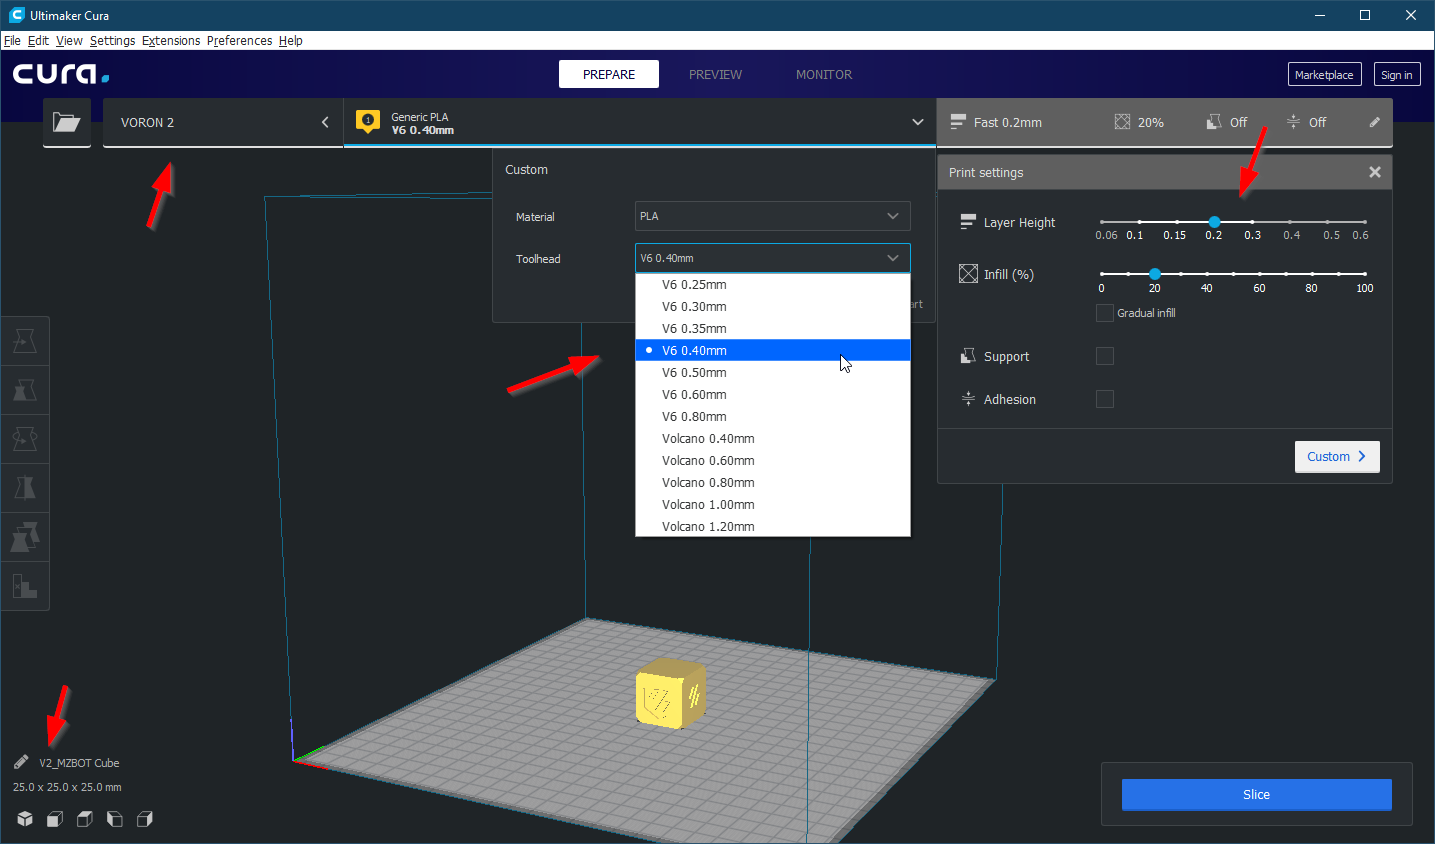 Ultimaker Cura
File Edit View Settings Extensions Preferences Help
cura.
PREPARE PREVIEW MONITOR
Marketplace Sign in
VORON 2
1
Generic PLA
V6 0.40mm
Fast 0.2mm 20% Off Off
Custom
Material PLA
Toolhead V6 0.40mm
V6 0.25mm
V6 0.30mm
V6 0.35mm
V6 0.40mm
V6 0.50mm
V6 0.60mm
V6 0.80mm
Volcano 0.40mm
Volcano 0.60mm
Volcano 0.80mm
Volcano 1.00mm
Volcano 1.20mm
Print settings
Layer Height
0.06 0.1 0.15 0.2 0.3 0.4 0.5 0.6
Infill (%)
0 20 40 60 80 100
Gradual infill
Support
Adhesion
Custom
V2_MZBOT Cube
25.0 x 25.0 x 25.0 mm
Slice